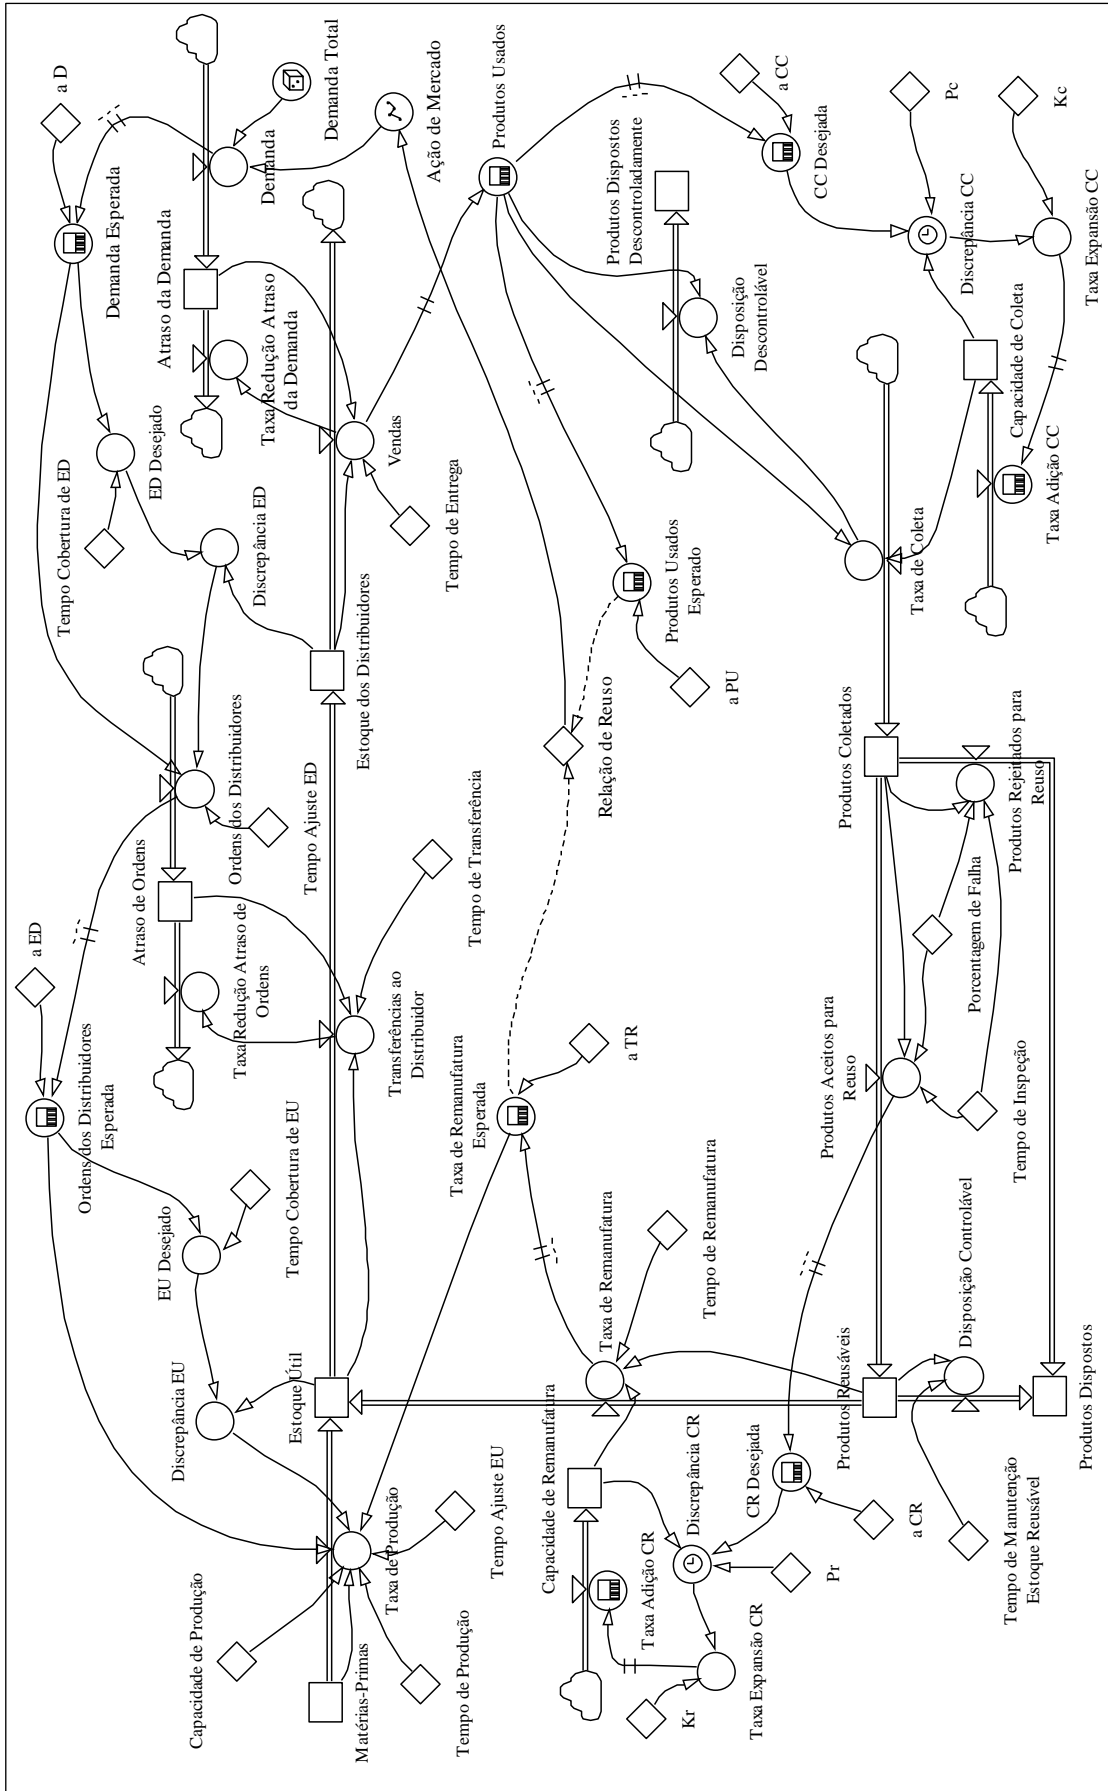 Capacidade de Produção
Matérias-Primas
Tempo de Produção
Taxa de Produção
Tempo Ajuste EU
Discrepância EU
EU Desejado
Tempo Cobertura de EU
Estoque Útil
Ordens dos Distribuidores
Esperada
a ED
Atraso de Ordens
Taxa Redução Atraso de
Ordens
Transferências ao
Distribuidor
Tempo de Transferência
Ordens dos Distribuidores
Tempo Ajuste ED
Estoque dos Distribuidores
Discrepância ED
Tempo Cobertura de ED
ED Desejado
Demanda Esperada
a D
Atraso da Demanda
Taxa Redução Atraso
da Demanda
Vendas
Tempo de Entrega
Demanda
Demanda Total
Ação de Mercado
Produtos Usados
Taxa de Remanufatura
Esperada
a TR
Relação de Reuso
Produtos Usados
Esperado
a PU
Produtos Dispostos
Descontroladamente
Disposição
Descontrolável
a CC
CC Desejada
Pc
Discrepância CC
Kc
Taxa Expansão CC
Capacidade de Coleta
Taxa Adição CC
Taxa de Coleta
Produtos Coletados
Produtos Rejeitados para
Reuso
Porcentagem de Falha
Produtos Aceitos para
Reuso
Tempo de Inspeção
Taxa de Remanufatura
Tempo de Remanufatura
Capacidade de Remanufatura
Taxa Adição CR
Discrepância CR
Kr
Taxa Expansão CR
Pr
CR Desejada
a CR
Produtos Reusáveis
Disposição Controlável
Tempo de Manutenção
Estoque Reusável
Produtos Dispostos